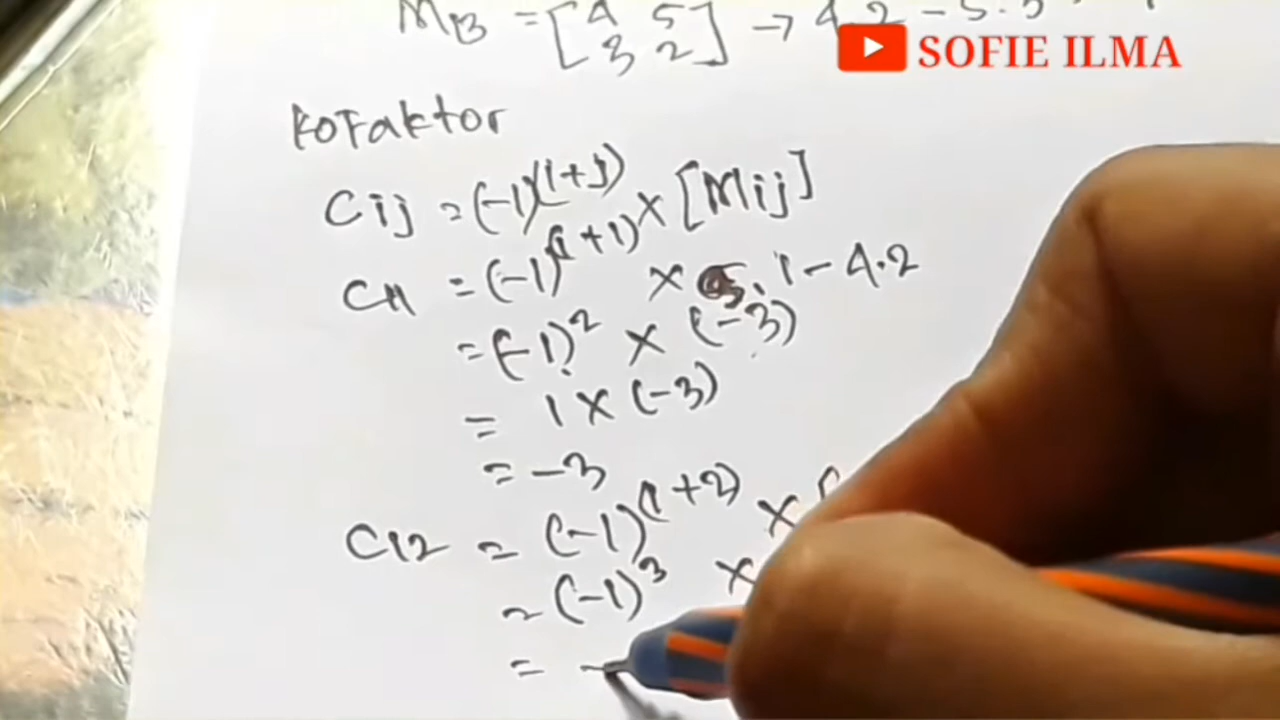 M13 = [4 5 → 4.2 - 5.3
3 2]
SOFIE ILMA
Kofaktor
Cij = (-1)^(i+j) × [Mij]
C11 = (-1)^(1+1) × 5.1 - 4.2
= (-1)² × (-3)
= 1 × (-3)
= -3
C12 = (-1)^(1+2) × (
= (-1)³ ×
= -